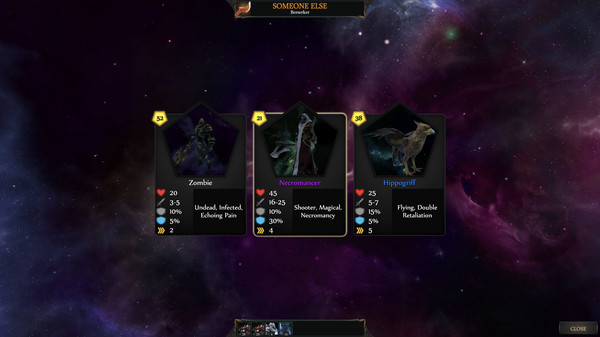 SOMEONE ELSE
Berserker
52
21
38
Zombie
Necromancer
Hippogriff
20
3-5
10%
5%
2
Undead, Infected,
Echoing Pain
45
16-25
10%
30%
4
Shooter, Magical,
Necromancy
25
5-7
15%
5%
5
Flying, Double
Retaliation
CLOSE